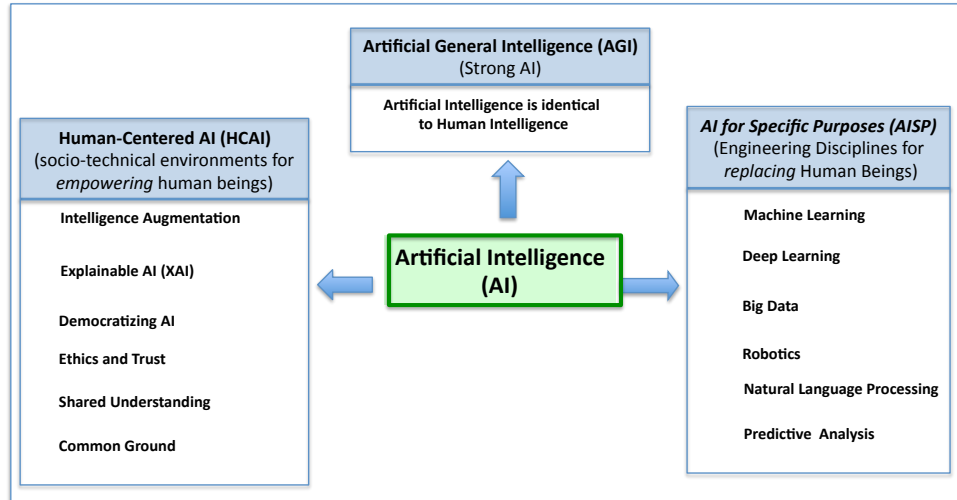 Artificial General Intelligence (AGI)
(Strong AI)
Artificial Intelligence is identical
to Human Intelligence
Human-Centered AI (HCAI)
(socio-technical environments for
empowering human beings)
Intelligence Augmentation
Explainable AI (XAI)
Democratizing AI
Ethics and Trust
Shared Understanding
Common Ground
Artificial Intelligence
(AI)
AI for Specific Purposes (AISP)
(Engineering Disciplines for
replacing Human Beings)
Machine Learning
Deep Learning
Big Data
Robotics
Natural Language Processing
Predictive Analysis